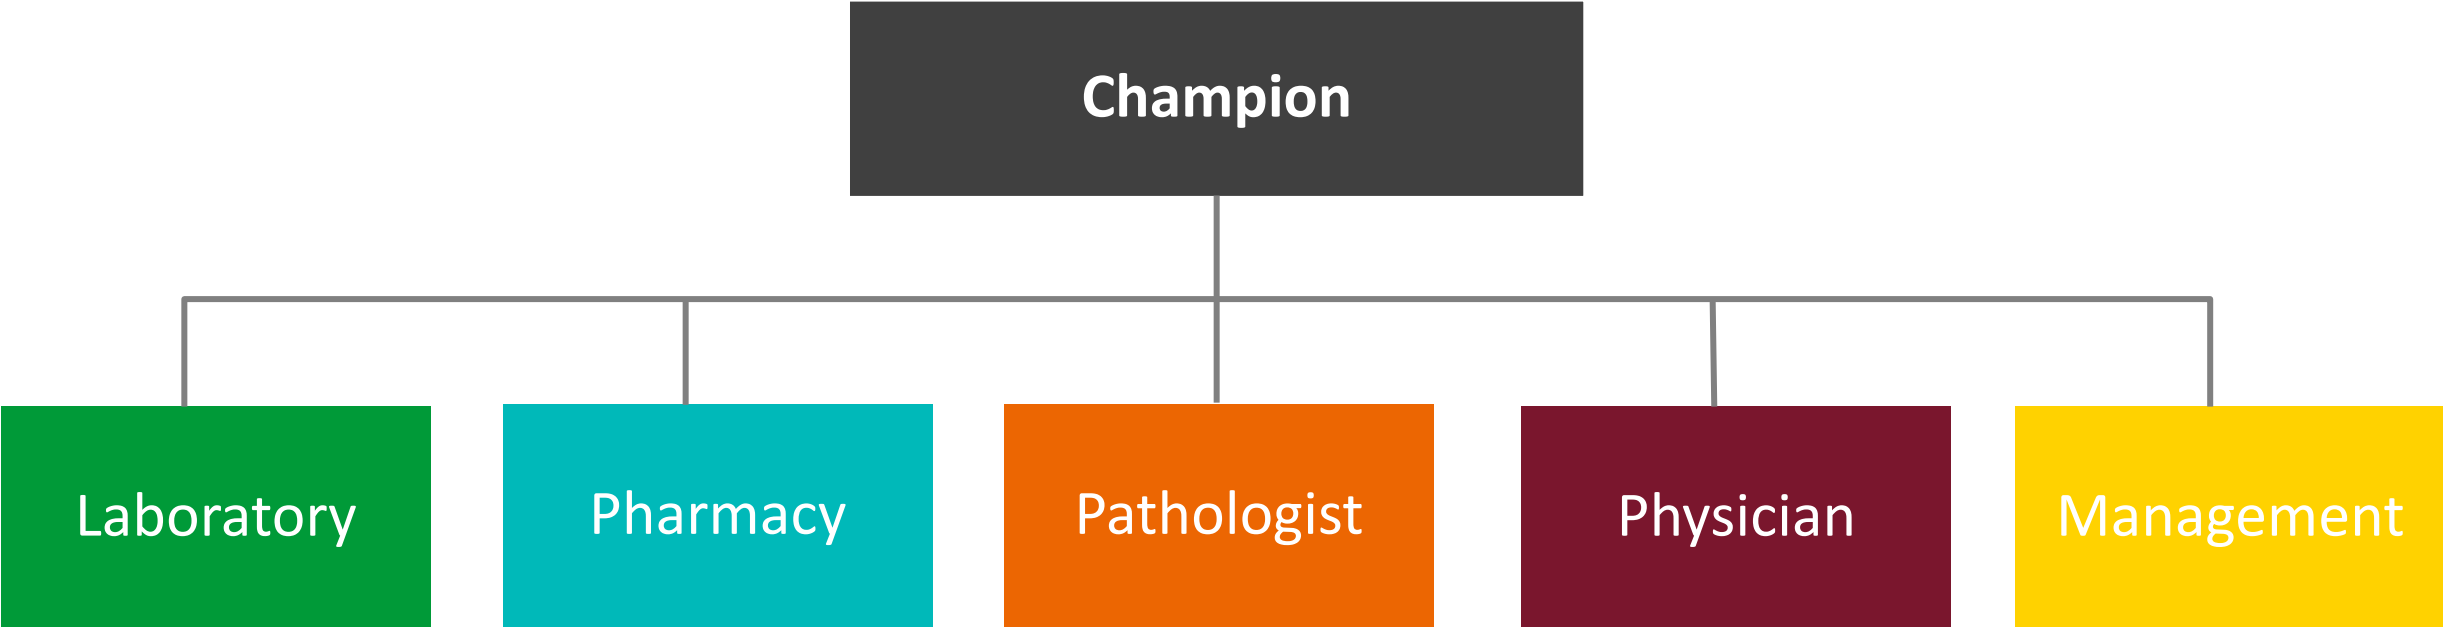 Champion
Laboratory
Pharmacy
Pathologist
Physician
Management